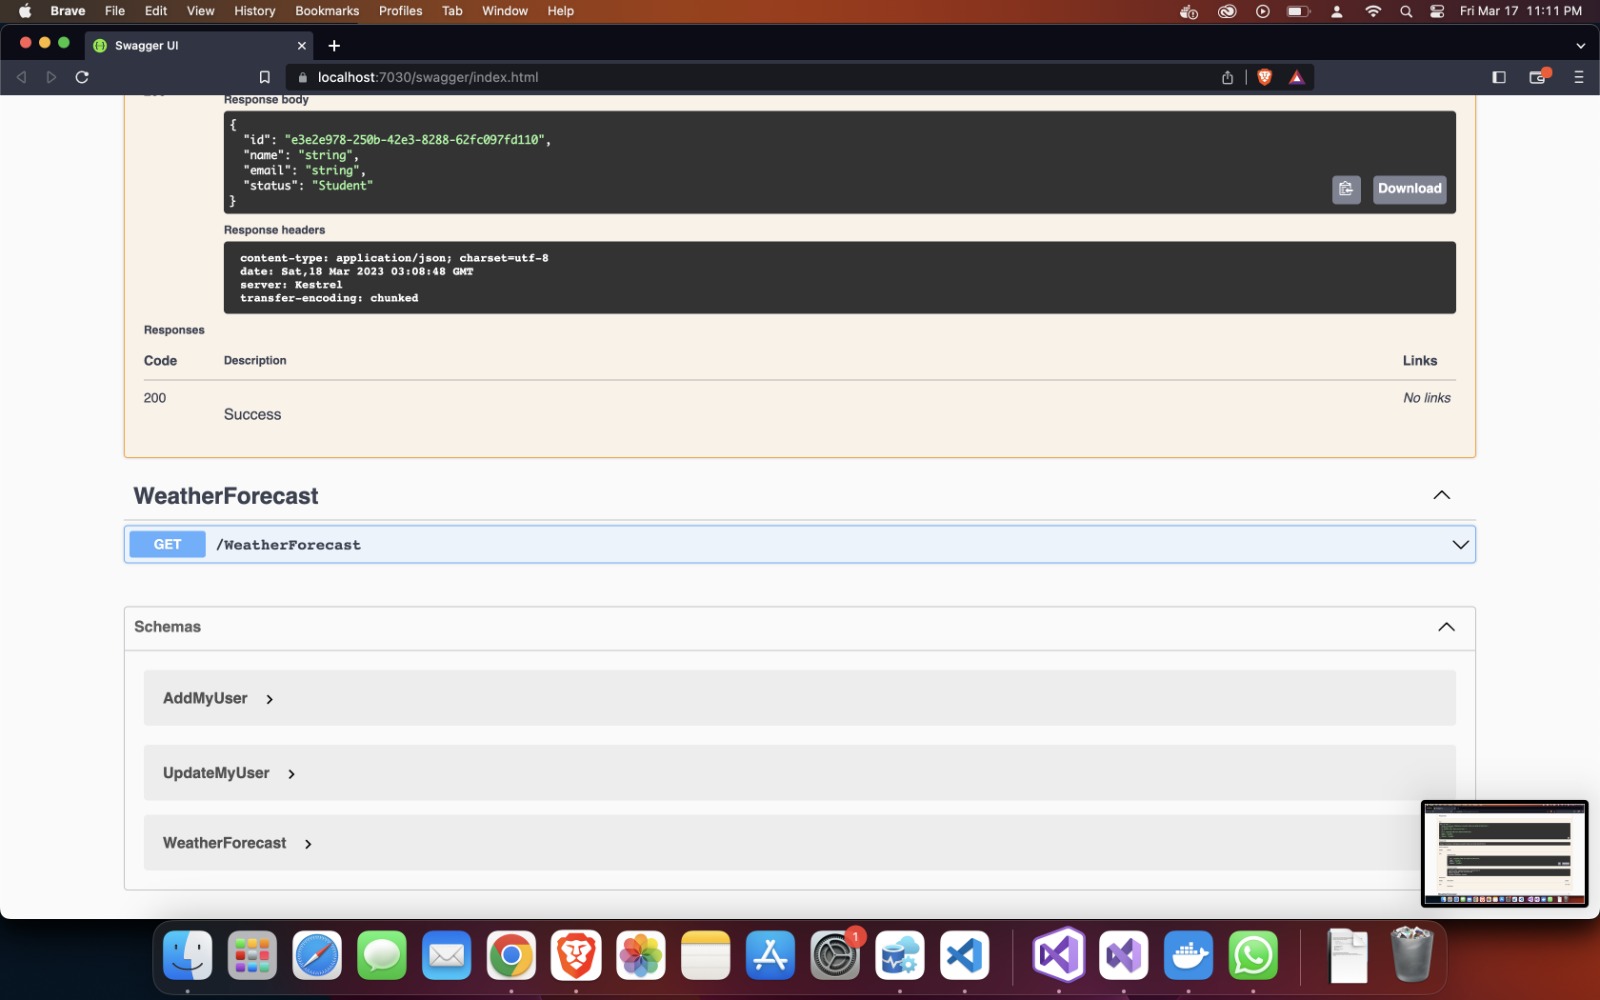 Brave File Edit View History Bookmarks Profiles Tab Window Help Fri Mar 17 11:11 PM
Swagger UI
localhost:7030/swagger/index.html
Response body
{
"id": "e3e2e978-250b-42e3-8288-62fc097fd110",
"name": "string",
"email": "string",
"status": "Student"
}
Download
Response headers
content-type: application/json; charset=utf-8
date: Sat,18 Mar 2023 03:08:48 GMT
server: Kestrel
transfer-encoding: chunked
Responses
Code Description Links
200 No links
Success
WeatherForecast
GET /WeatherForecast
Schemas
AddMyUser
UpdateMyUser
WeatherForecast
1